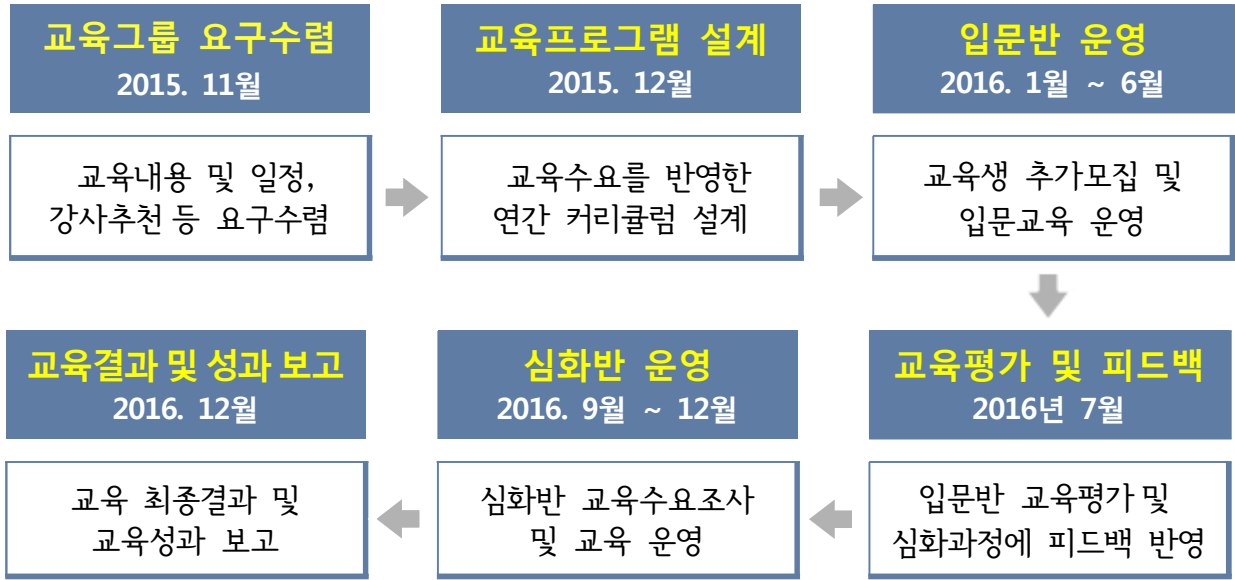 교육그룹 요구수렴
2015. 11월
교육내용 및 일정,
강사추천 등 요구수렴
교육프로그램 설계
2015. 12월
교육수요를 반영한
연간 커리큘럼 설계
입문반 운영
2016. 1월 ~ 6월
교육생 추가모집 및
입문교육 운영
교육평가 및 피드백
2016년 7월
입문반 교육평가 및
심화과정에 피드백 반영
심화반 운영
2016. 9월 ~ 12월
심화반 교육수요조사
및 교육 운영
교육결과 및 성과 보고
2016. 12월
교육 최종결과 및
교육성과 보고